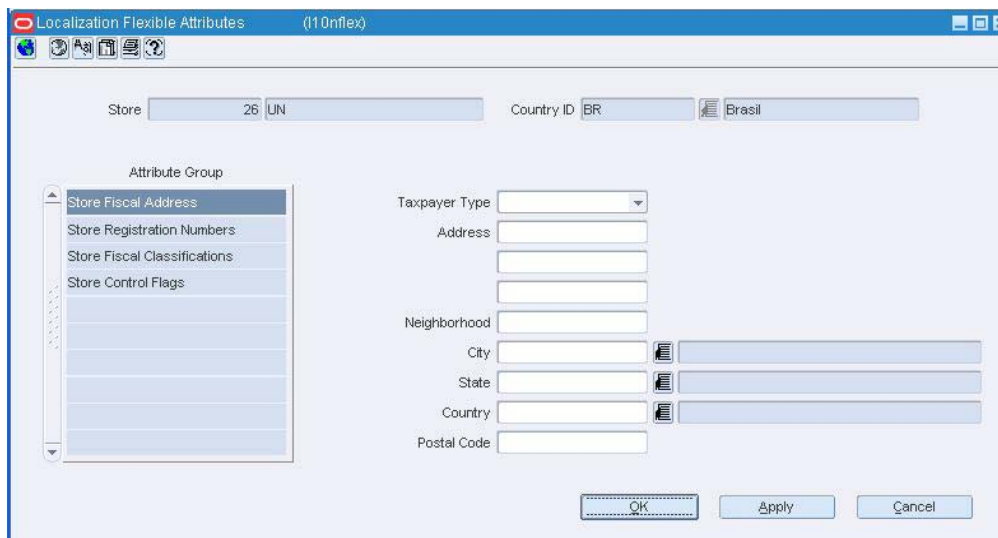 Localization Flexible Attributes (l10nflex)
Store 26 UN Country ID BR Brasil
Attribute Group
Store Fiscal Address
Store Registration Numbers
Store Fiscal Classifications
Store Control Flags
Taxpayer Type
Address
Neighborhood
City
State
Country
Postal Code
OK Apply Cancel